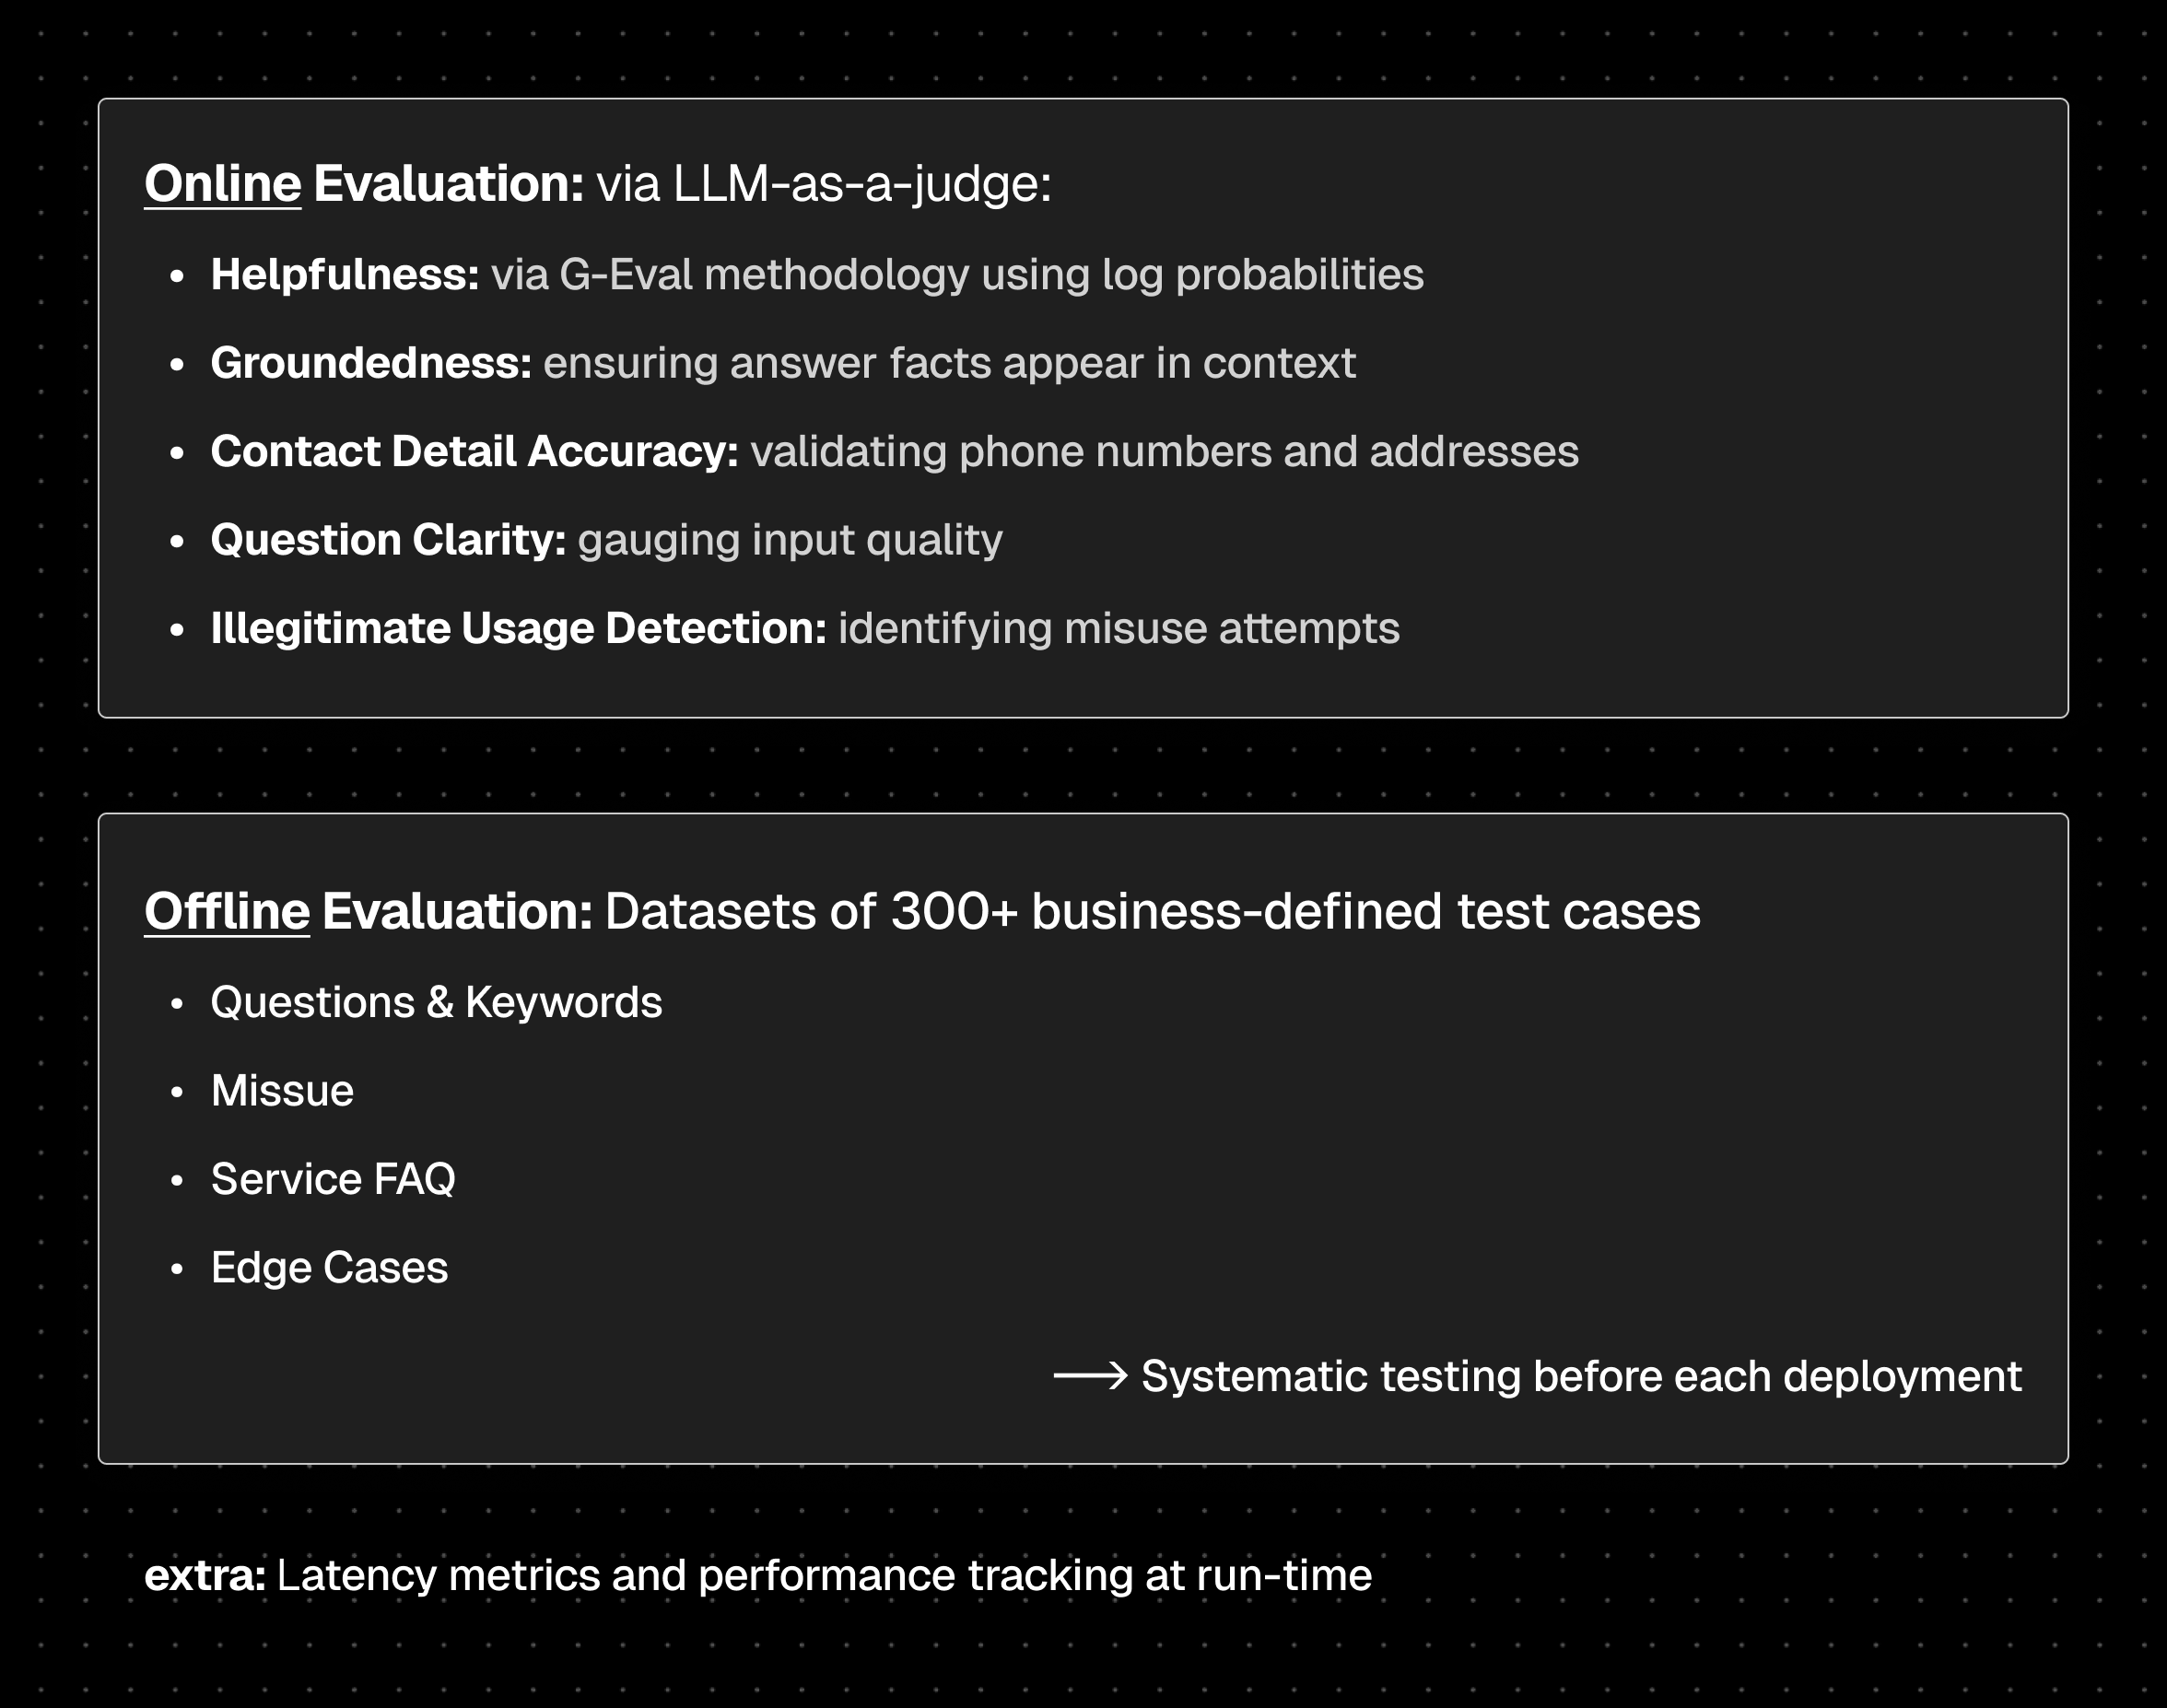 Online Evaluation: via LLM-as-a-judge:
• Helpfulness: via G-Eval methodology using log probabilities
• Groundedness: ensuring answer facts appear in context
• Contact Detail Accuracy: validating phone numbers and addresses
• Question Clarity: gauging input quality
• Illegitimate Usage Detection: identifying misuse attempts
Offline Evaluation: Datasets of 300+ business-defined test cases
• Questions & Keywords
• Missue
• Service FAQ
• Edge Cases
→ Systematic testing before each deployment
extra: Latency metrics and performance tracking at run-time